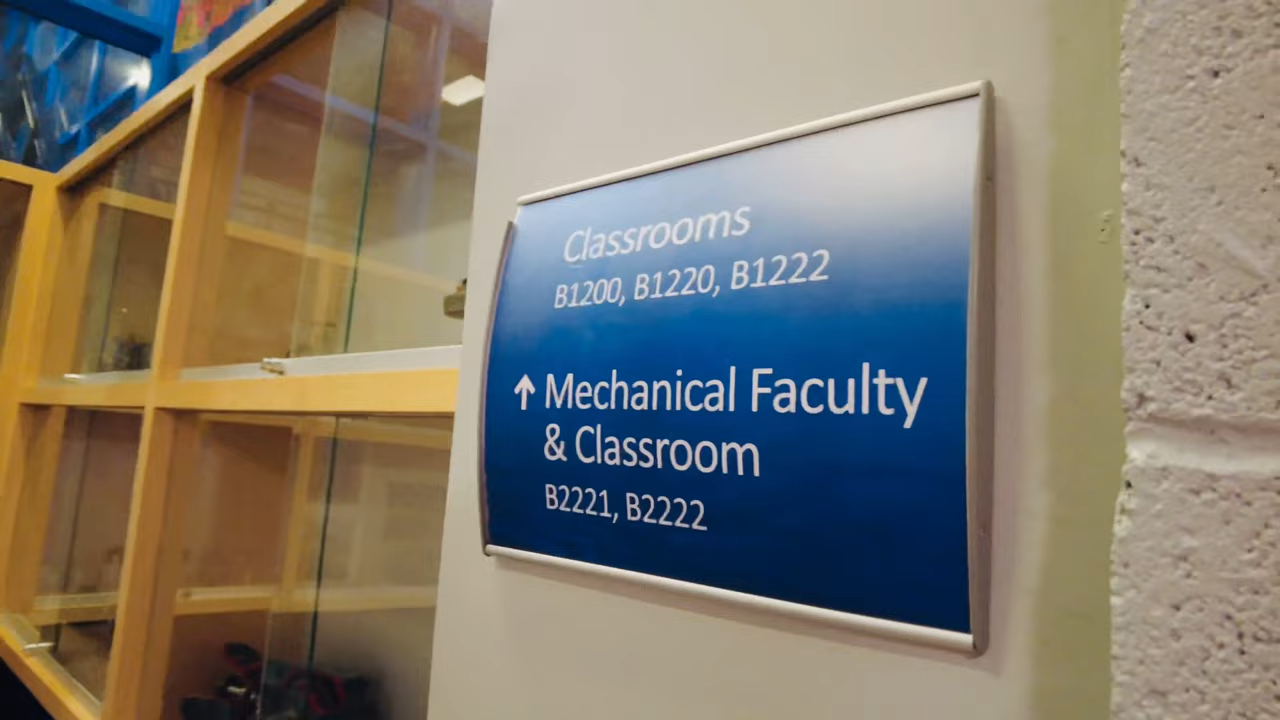 Classrooms
B1200, B1220, B1222
↑ Mechanical Faculty
& Classroom
B2221, B2222